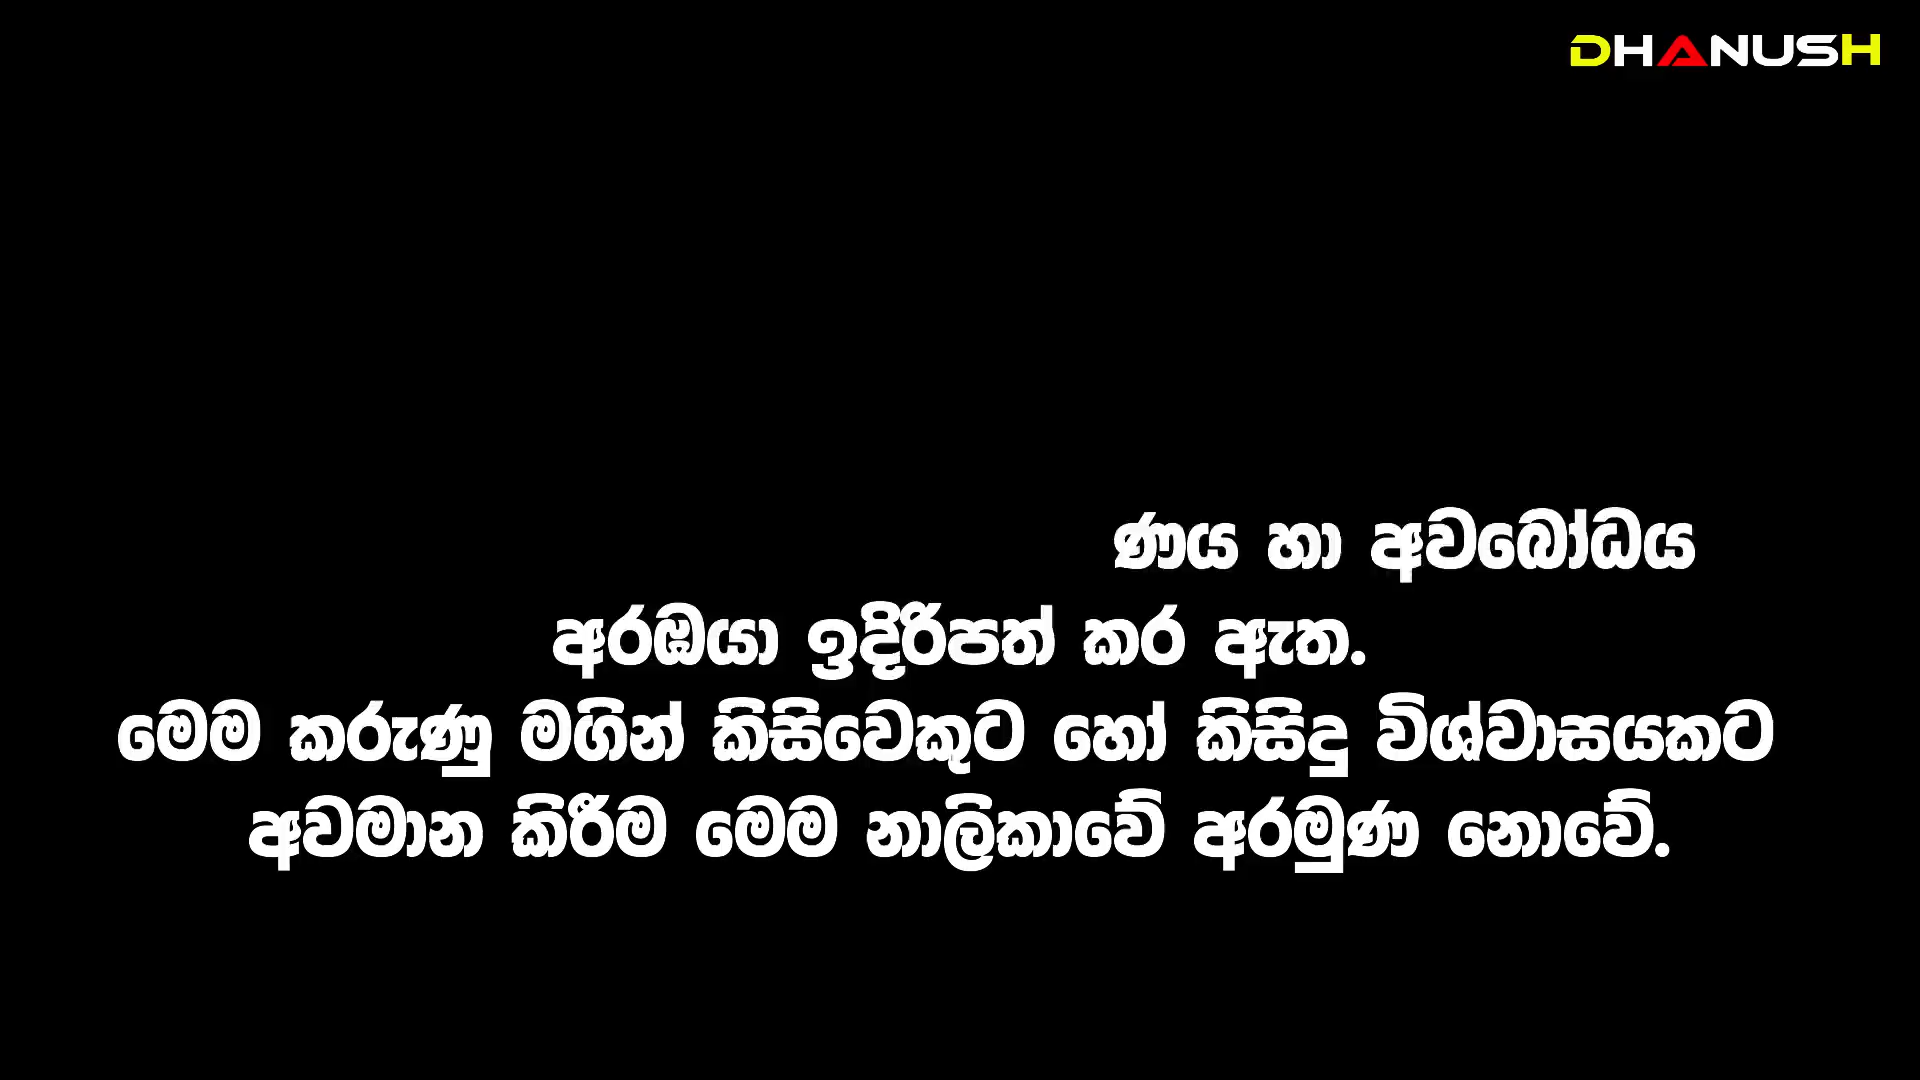 DHANUSH
ණය හා අවබෝධය
අරඹයා ඉදිරිපත් කර ඇත.
මෙම කරුණු මගින් කිසිවෙකුට හෝ කිසිදු විශ්වාසයකට
අවමාන කිරීම මෙම නාලිකාවේ අරමුණ නොවේ.